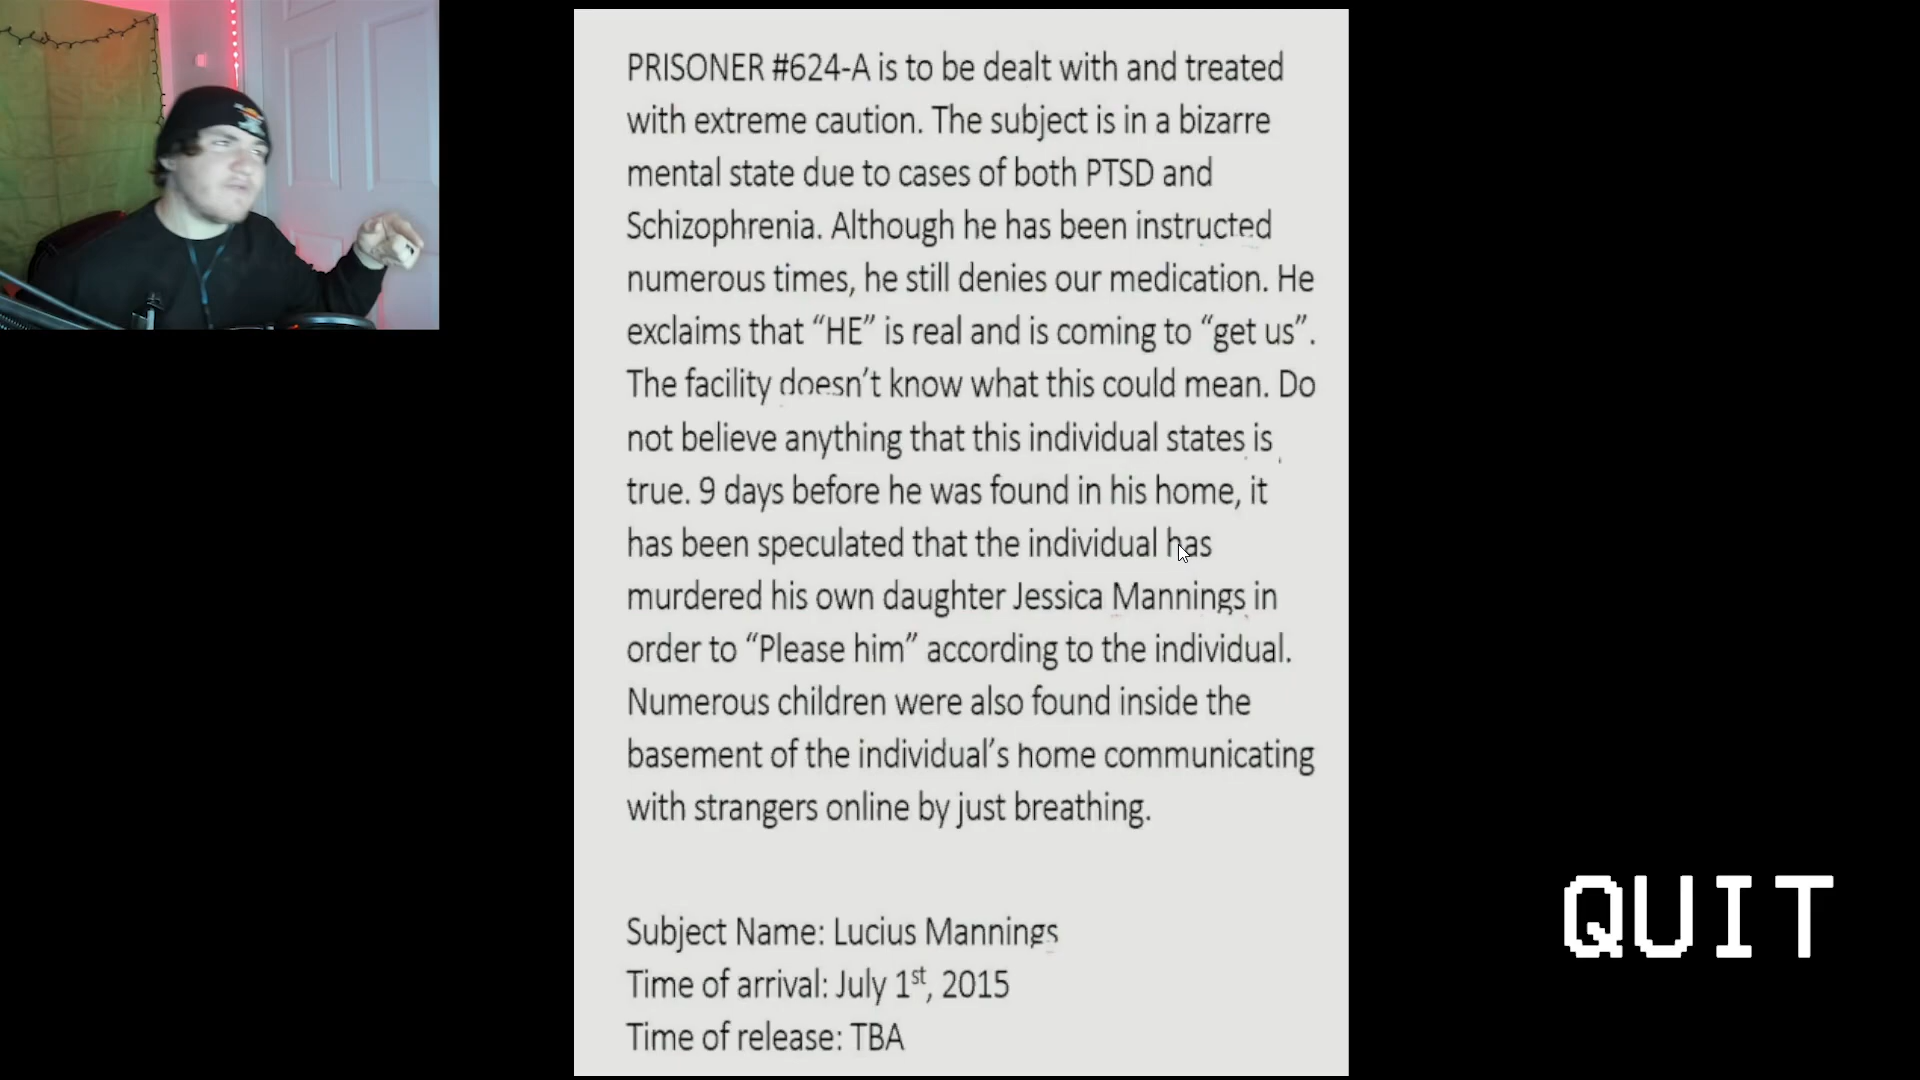 PRISONER #624-A is to be dealt with and treated
with extreme caution. The subject is in a bizarre
mental state due to cases of both PTSD and
Schizophrenia. Although he has been instructed
numerous times, he still denies our medication. He
exclaims that “HE” is real and is coming to “get us”.
The facility doesn’t know what this could mean. Do
not believe anything that this individual states is
true. 9 days before he was found in his home, it
has been speculated that the individual has
murdered his own daughter Jessica Mannings in
order to “Please him” according to the individual.
Numerous children were also found inside the
basement of the individual’s home communicating
with strangers online by just breathing.
Subject Name: Lucius Mannings
Time of arrival: July 1st, 2015
Time of release: TBA
QUIT